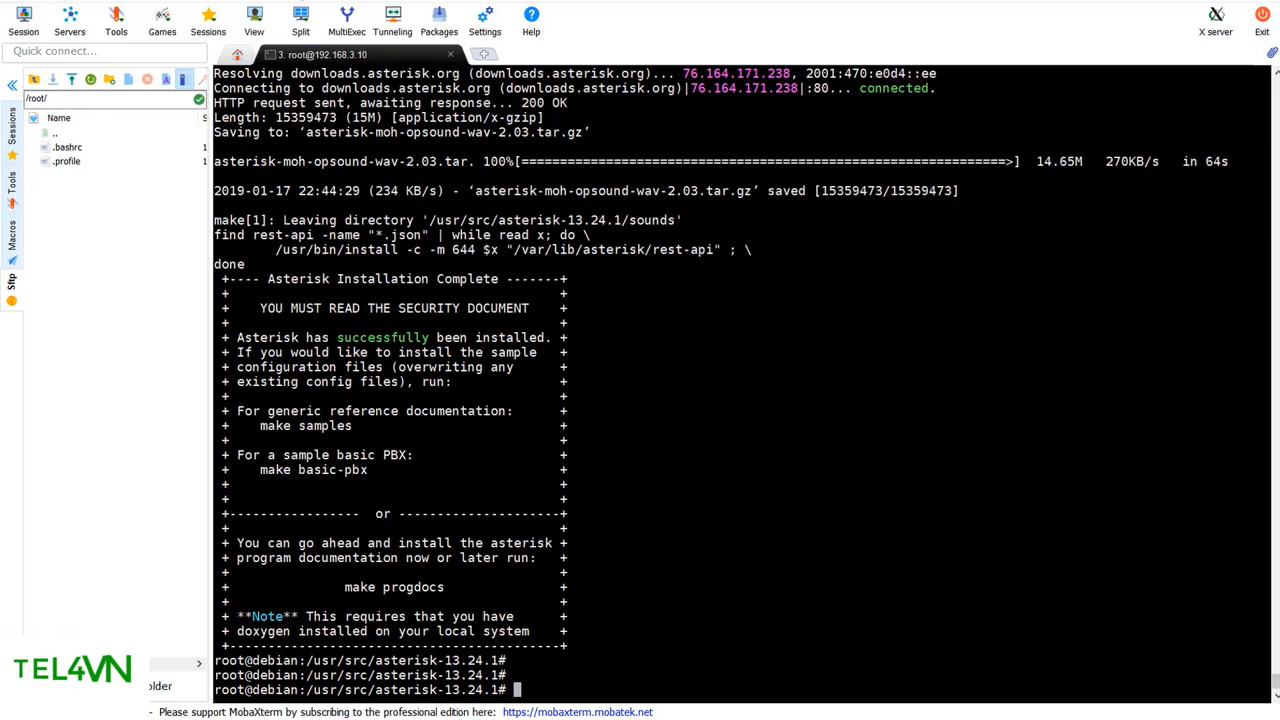 Session Servers Tools Games Sessions View Split MultiExec Tunneling Packages Settings Help X server Exit
Quick connect...
3. root@192.168.3.10
/root/
Name S
..
.bashrc 1
.profile 1
Sessions
Tools
Macros
Sftp
Resolving downloads.asterisk.org (downloads.asterisk.org)... 76.164.171.238, 2001:470:e0d4::ee
Connecting to downloads.asterisk.org (downloads.asterisk.org)|76.164.171.238|:80... connected.
HTTP request sent, awaiting response... 200 OK
Length: 15359473 (15M) [application/x-gzip]
Saving to: ‘asterisk-moh-opsound-wav-2.03.tar.gz’
asterisk-moh-opsound-wav-2.03.tar. 100%[===============================================================>] 14.65M 270KB/s in 64s
2019-01-17 22:44:29 (234 KB/s) - ‘asterisk-moh-opsound-wav-2.03.tar.gz’ saved [15359473/15359473]
make[1]: Leaving directory '/usr/src/asterisk-13.24.1/sounds'
find rest-api -name "*.json" | while read x; do \
/usr/bin/install -c -m 644 $x "/var/lib/asterisk/rest-api" ; \
done
+---- Asterisk Installation Complete -------+
+ +
+ YOU MUST READ THE SECURITY DOCUMENT +
+ +
+ Asterisk has successfully been installed. +
+ If you would like to install the sample +
+ configuration files (overwriting any +
+ existing config files), run: +
+ +
+ For generic reference documentation: +
+ make samples +
+ +
+ For a sample basic PBX: +
+ make basic-pbx +
+ +
+ +
+----------------- or ---------------------+
+ +
+ You can go ahead and install the asterisk +
+ program documentation now or later run: +
+ +
+ make progdocs +
+ +
+ **Note** This requires that you have +
+ doxygen installed on your local system +
+-------------------------------------------+
root@debian:/usr/src/asterisk-13.24.1#
root@debian:/usr/src/asterisk-13.24.1#
root@debian:/usr/src/asterisk-13.24.1#
TEL4VN
older
- Please support MobaXterm by subscribing to the professional edition here: https://mobaxterm.mobatek.net